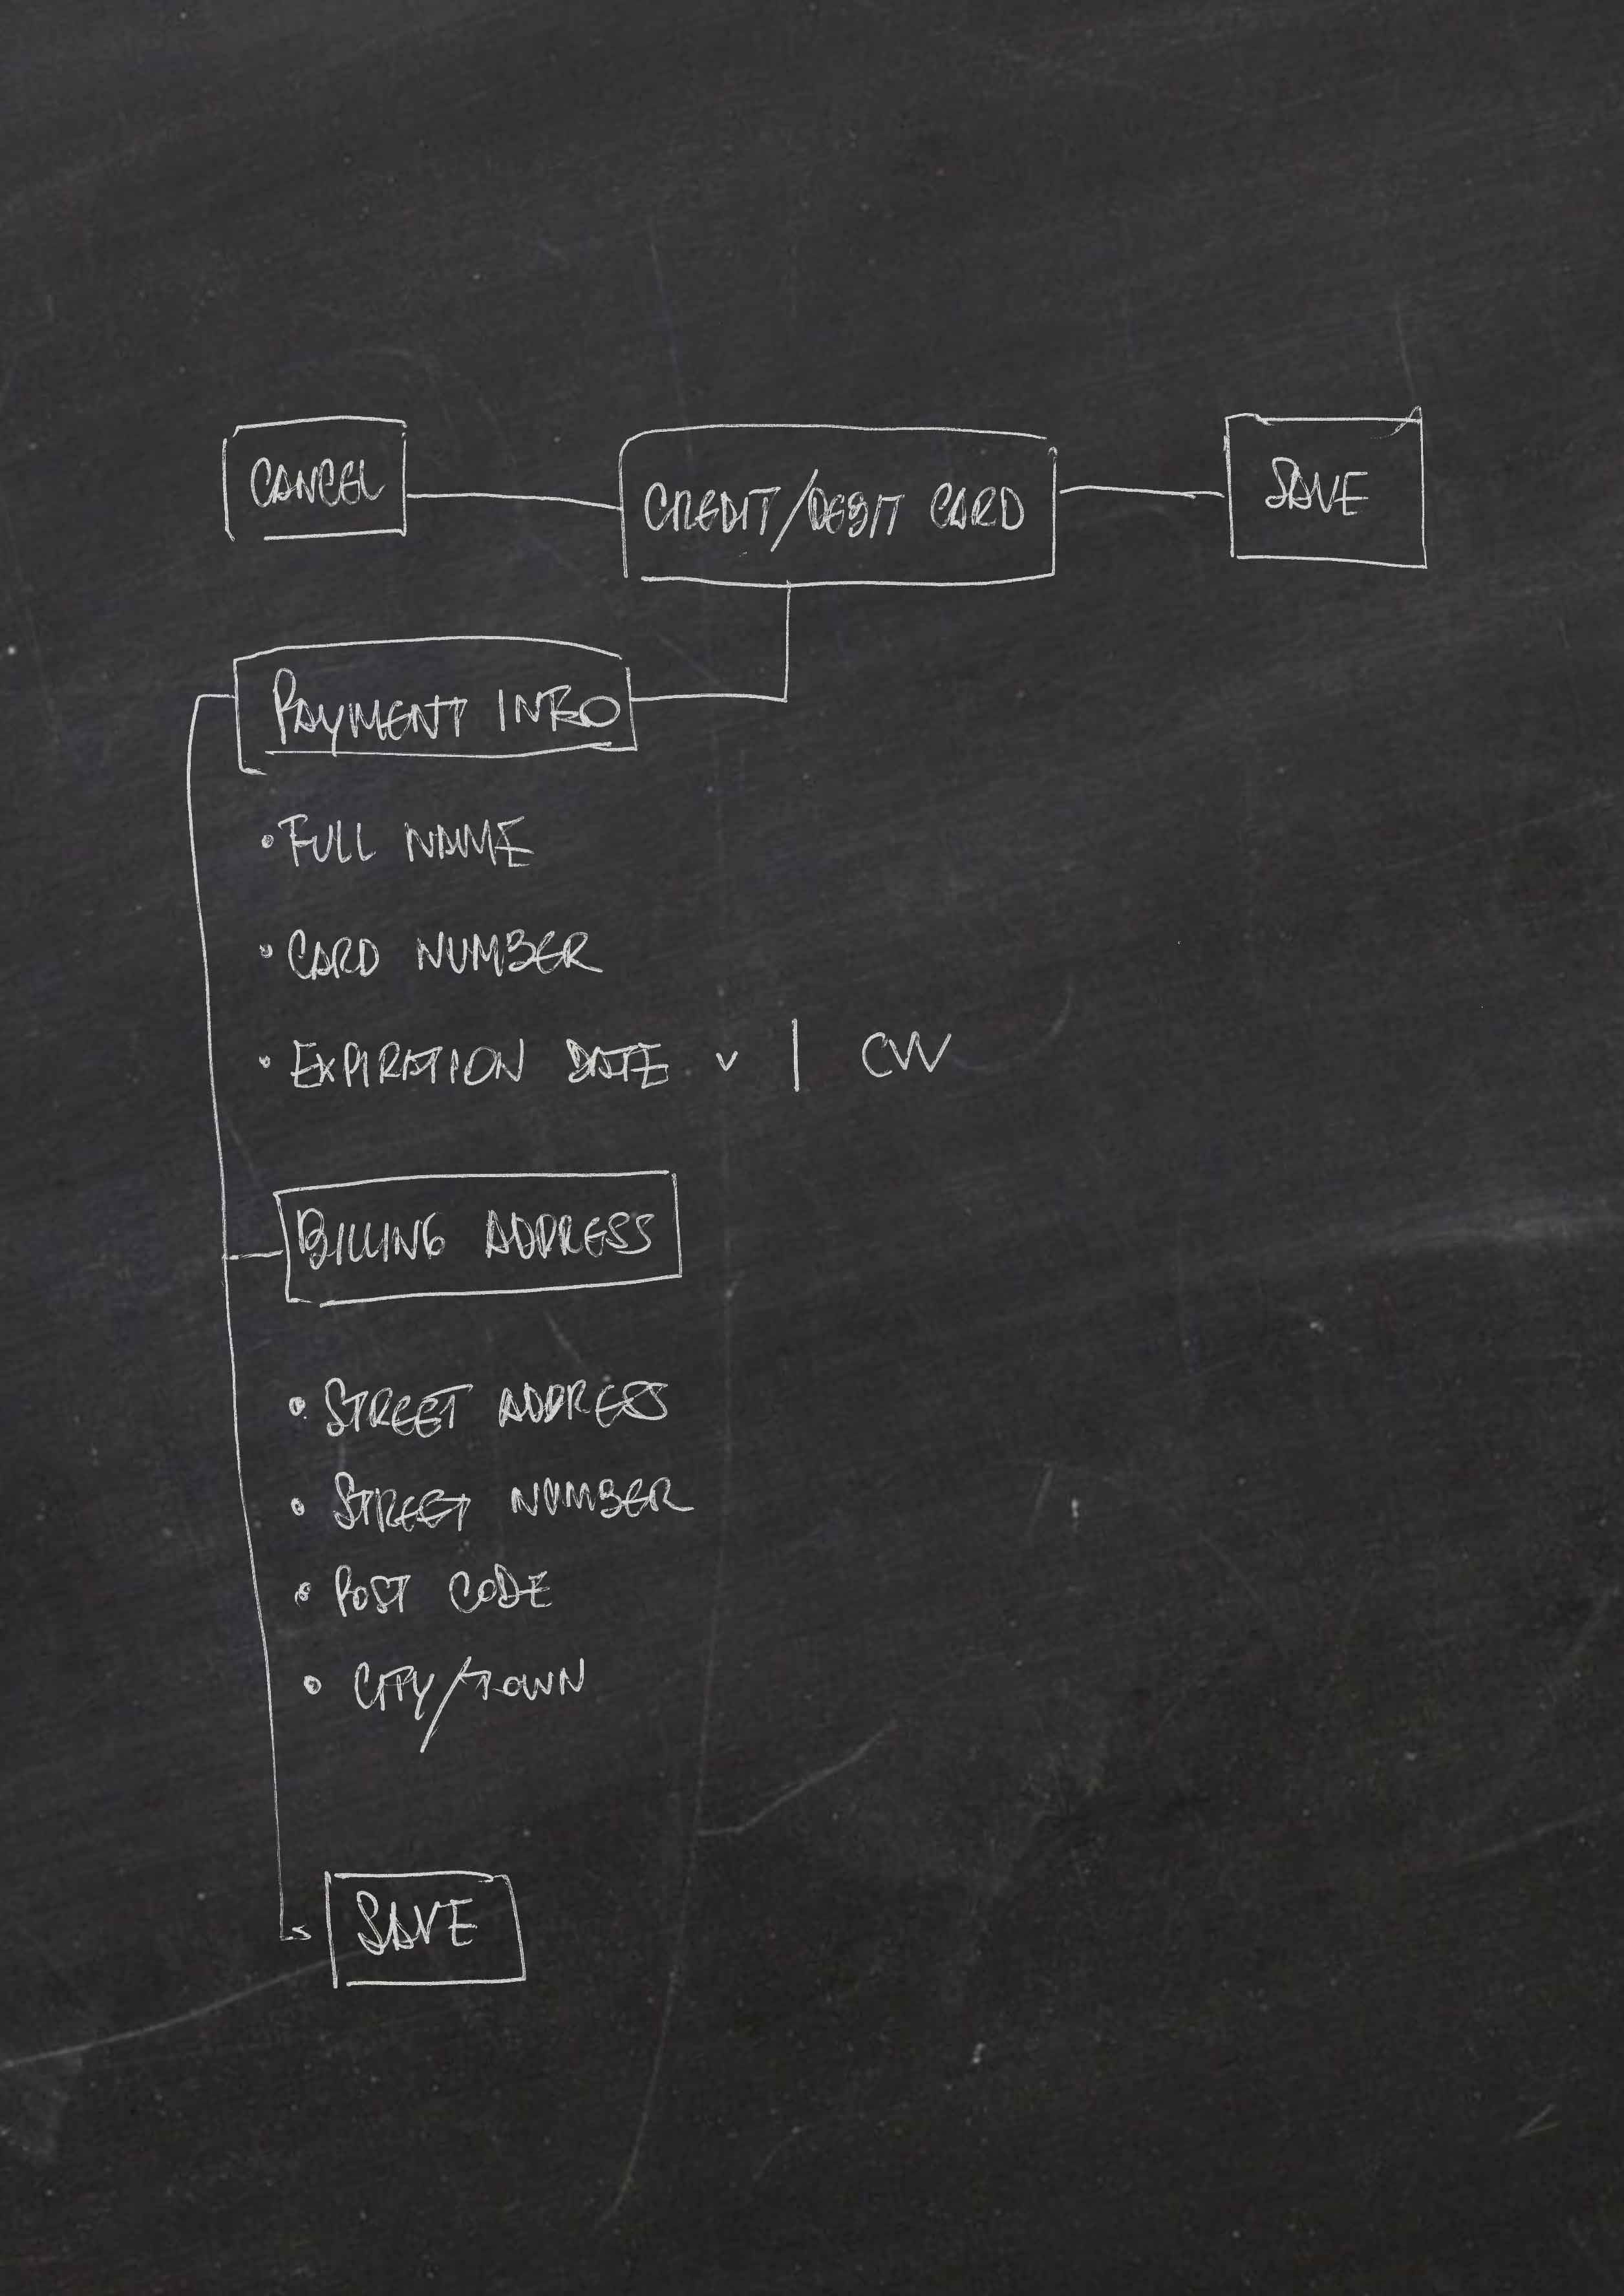 CANCEL
CREDIT/DEBIT CARD
SAVE
PAYMENT INFO
• FULL NAME
• CARD NUMBER
• EXPIRATION DATE v | CVV
BILLING ADDRESS
• STREET ADDRESS
• STREET NUMBER
• POST CODE
• CITY/TOWN
SAVE